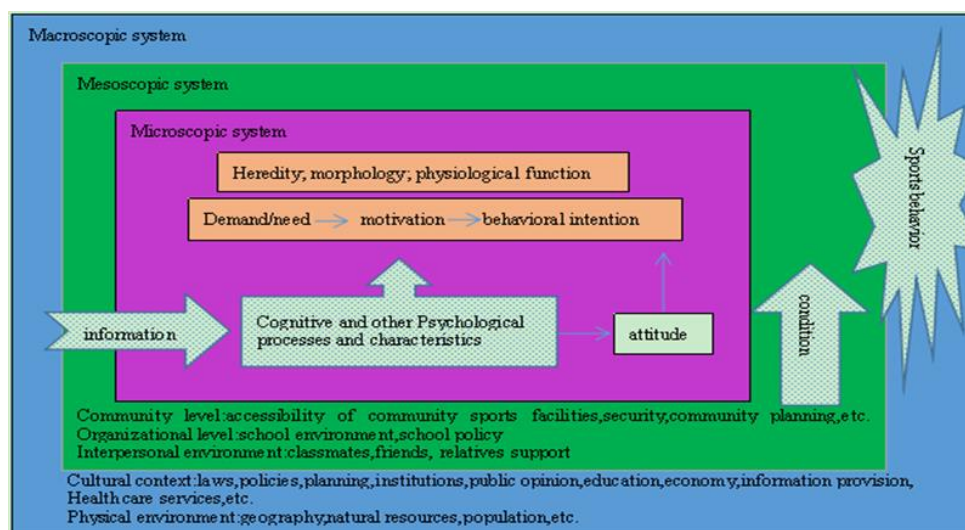 Macroscopic system
Mesoscopic system
Microscopic system
Heredity; morphology; physiological function
Demand/need motivation behavioral intention
information
Cognitive and other Psychological
processes and characteristics
attitude
condition
Sports behavior
Community level:accessibility of community sports facilities,security,community planning,etc.
Organizational level:school environment,school policy
Interpersonal environment:classmates,friends, relatives support
Cultural context:laws,policies,planning,institutions,public opinion,education,economy,information provision,
Health care services,etc.
Physical environment:geography,natural resources,population,etc.